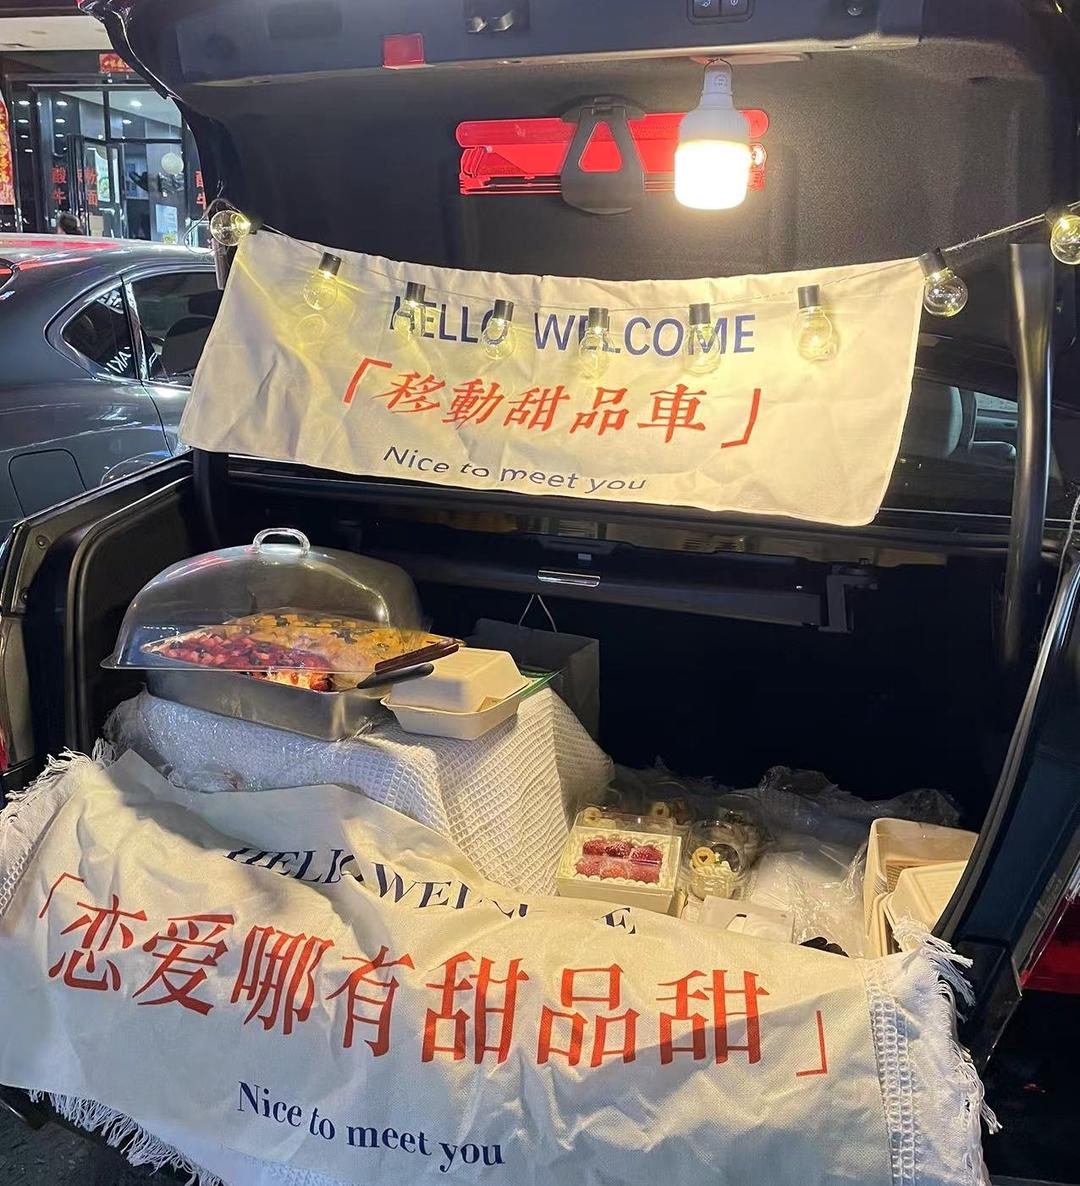 HELLO WELCOME
「移動甜品車」
Nice to meet you
HELLO WELCOME
「恋爱哪有甜品甜」
Nice to meet you